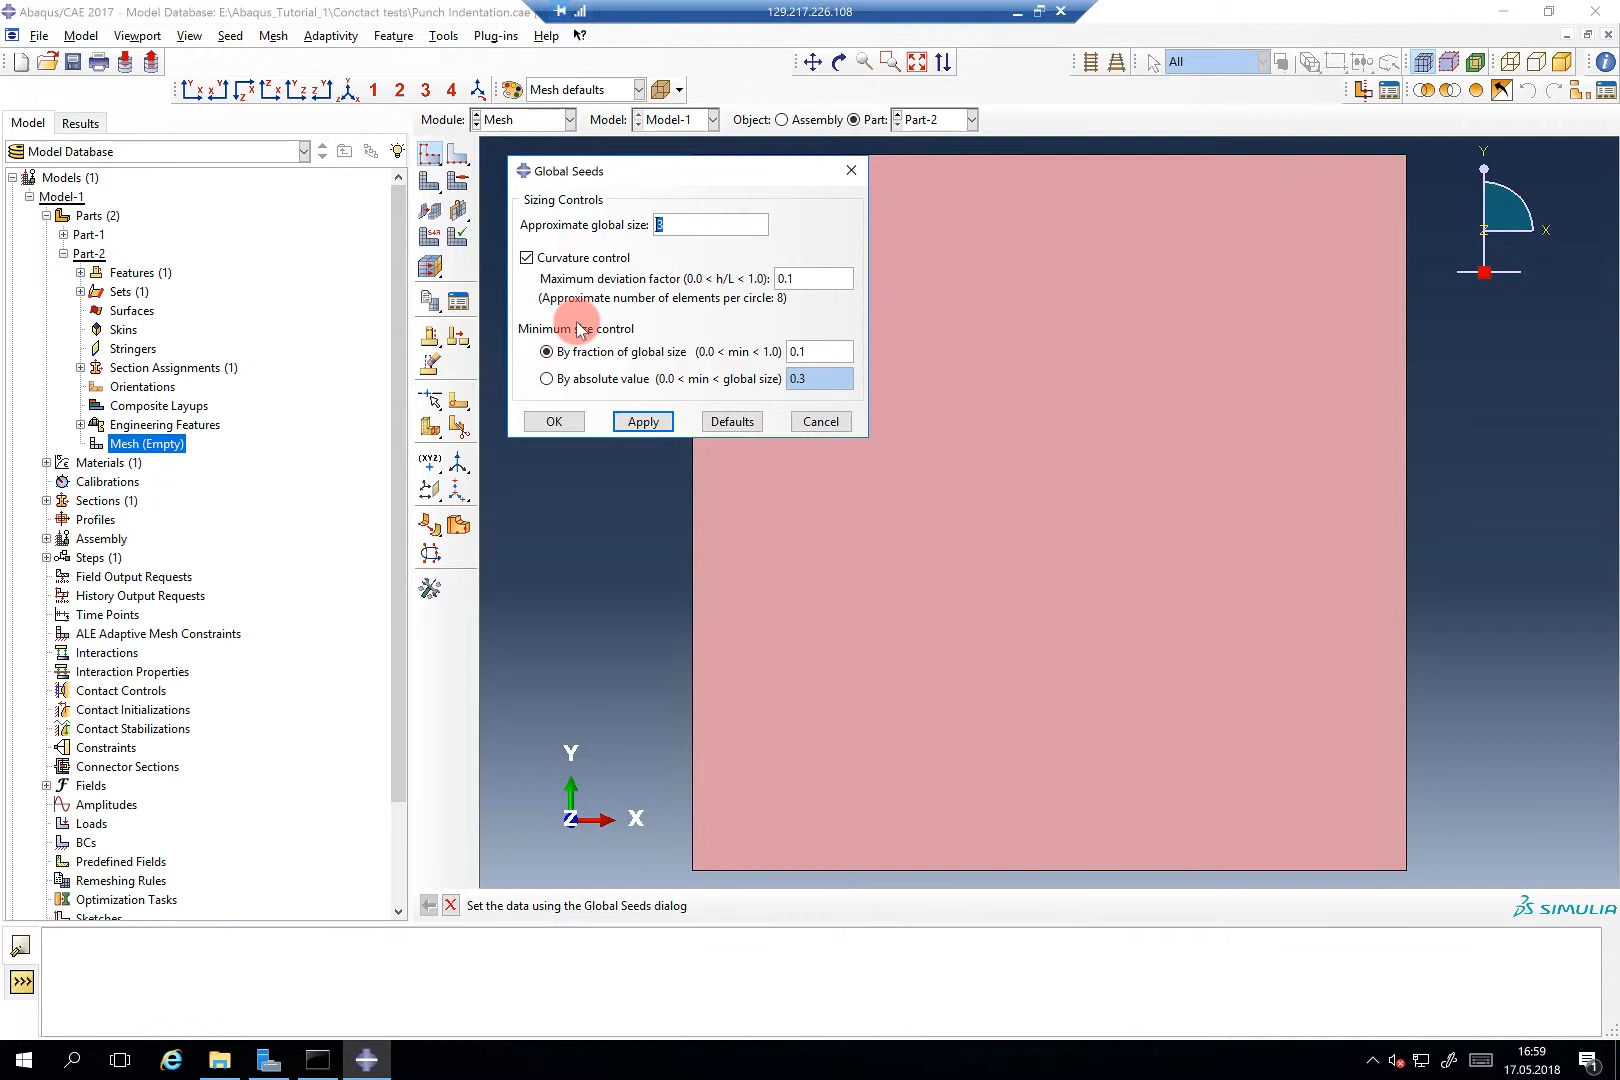 Abaqus/CAE 2017 - Model Database: E:\Abaqus_Tutorial_1\Conctact tests\Punch Indentation.cae
129.217.226.108
File Model Viewport View Seed Mesh Adaptivity Feature Tools Plug-ins Help
All
1 2 3 4 Mesh defaults
Model Results
Module: Mesh Model: Model-1 Object: Assembly Part: Part-2
Model Database
Models (1)
Model-1
Parts (2)
Part-1
Part-2
Features (1)
Sets (1)
Surfaces
Skins
Stringers
Section Assignments (1)
Orientations
Composite Layups
Engineering Features
Mesh (Empty)
Materials (1)
Calibrations
Sections (1)
Profiles
Assembly
Steps (1)
Field Output Requests
History Output Requests
Time Points
ALE Adaptive Mesh Constraints
Interactions
Interaction Properties
Contact Controls
Contact Initializations
Contact Stabilizations
Constraints
Connector Sections
Fields
Amplitudes
Loads
BCs
Predefined Fields
Remeshing Rules
Optimization Tasks
Sketches
Global Seeds
Sizing Controls
Approximate global size: 3
Curvature control
Maximum deviation factor (0.0 < h/L < 1.0): 0.1
(Approximate number of elements per circle: 8)
Minimum size control
By fraction of global size (0.0 < min < 1.0) 0.1
By absolute value (0.0 < min < global size) 0.3
OK Apply Defaults Cancel
Y
Z X
Y
Z X
Set the data using the Global Seeds dialog
SIMULIA
>>>
16:59
17.05.2018
1